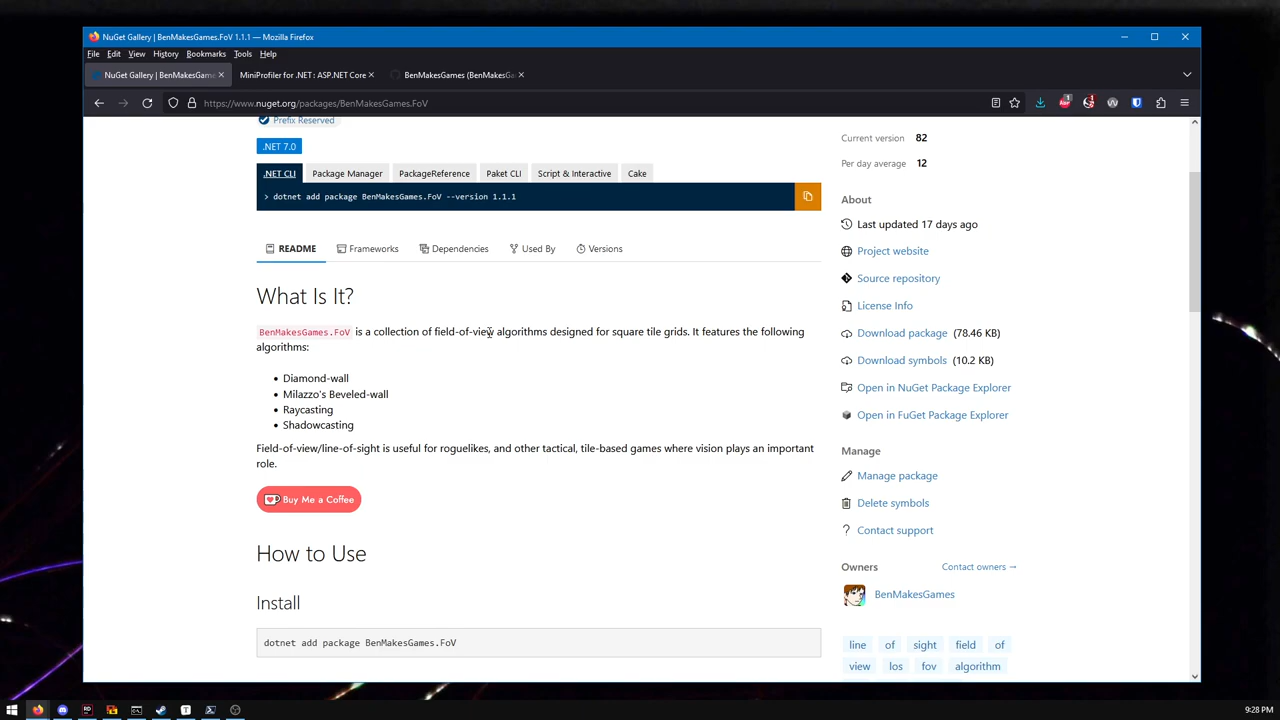 NuGet Gallery | BenMakesGames.FoV 1.1.1 — Mozilla Firefox
File Edit View History Bookmarks Tools Help
NuGet Gallery | BenMakesGame
MiniProfiler for .NET : ASP.NET Core
BenMakesGames (BenMakesGa
https://www.nuget.org/packages/BenMakesGames.FoV
Prefix Reserved
.NET 7.0
.NET CLI Package Manager PackageReference Paket CLI Script & Interactive Cake
> dotnet add package BenMakesGames.FoV --version 1.1.1
README Frameworks Dependencies Used By Versions
What Is It?
BenMakesGames.FoV is a collection of field-of-view algorithms designed for square tile grids. It features the following
algorithms:
Diamond-wall
Milazzo's Beveled-wall
Raycasting
Shadowcasting
Field-of-view/line-of-sight is useful for roguelikes, and other tactical, tile-based games where vision plays an important
role.
Buy Me a Coffee
How to Use
Install
dotnet add package BenMakesGames.FoV
Current version 82
Per day average 12
About
Last updated 17 days ago
Project website
Source repository
License Info
Download package (78.46 KB)
Download symbols (10.2 KB)
Open in NuGet Package Explorer
Open in FuGet Package Explorer
Manage
Manage package
Delete symbols
Contact support
Owners Contact owners →
BenMakesGames
line of sight field of
view los fov algorithm
9:28 PM